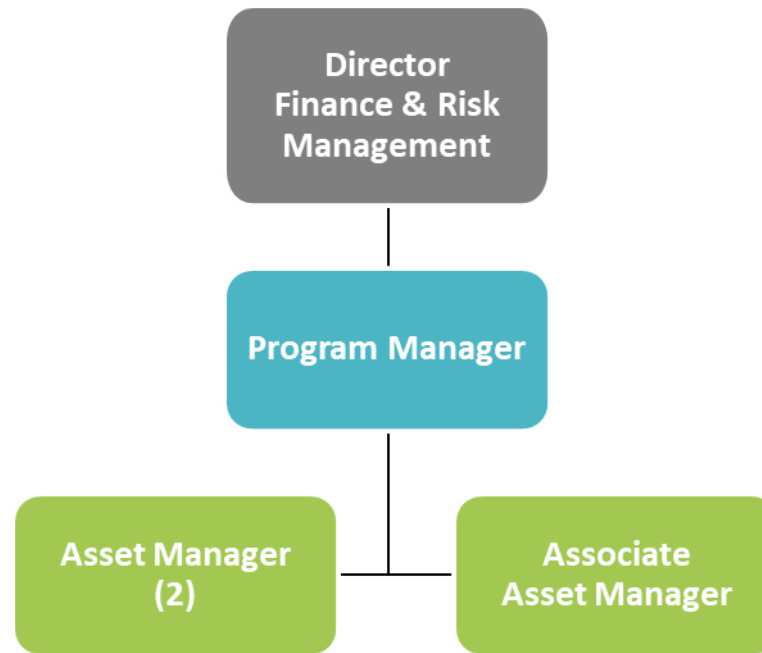 Director
Finance & Risk
Management
Program Manager
Asset Manager
(2)
Associate
Asset Manager